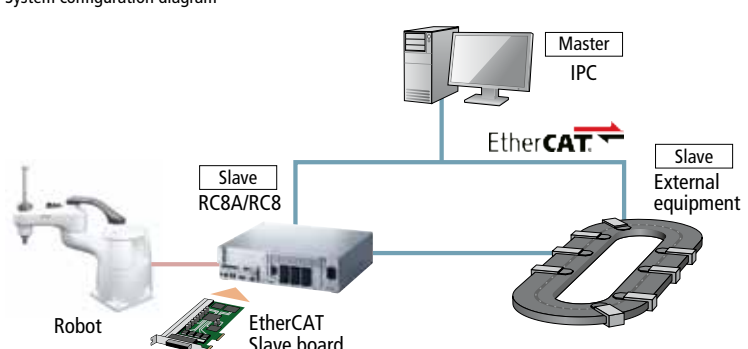 System configuration diagram
Master
IPC
EtherCAT
Slave
RC8A/RC8
Slave
External
equipment
Robot
EtherCAT
Slave board